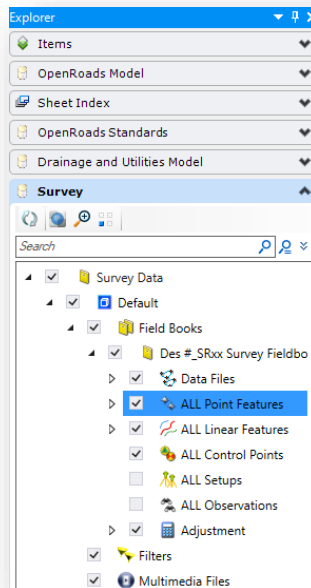 Explorer
Items
OpenRoads Model
Sheet Index
OpenRoads Standards
Drainage and Utilities Model
Survey
Search
Survey Data
Default
Field Books
Des #_SRxx Survey Fieldbo
Data Files
ALL Point Features
ALL Linear Features
ALL Control Points
ALL Setups
ALL Observations
Adjustment
Filters
Multimedia Files